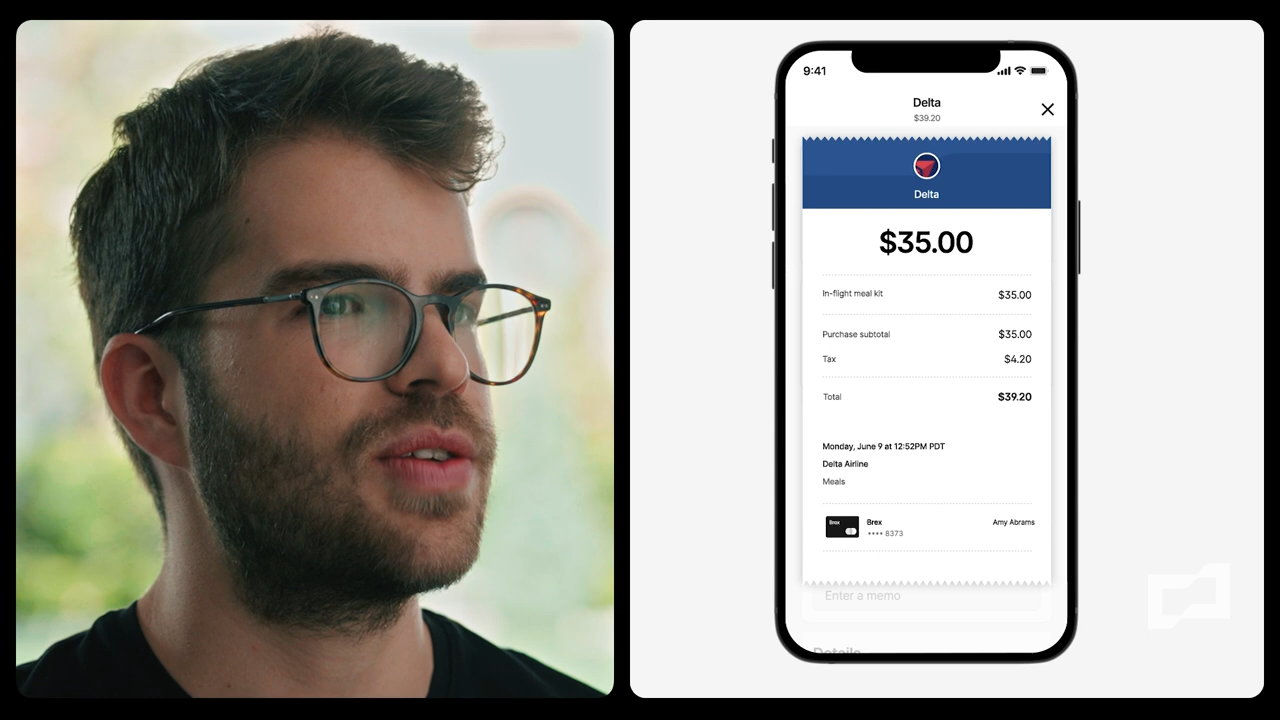 9:41
Delta
$39.20
Delta
$35.00
In-flight meal kit $35.00
Purchase subtotal $35.00
Tax $4.20
Total $39.20
Monday, June 9 at 12:52PM PDT
Delta Airline
Meals
Brex
Brex Amy Abrams
•••• 8373
Enter a memo
Details